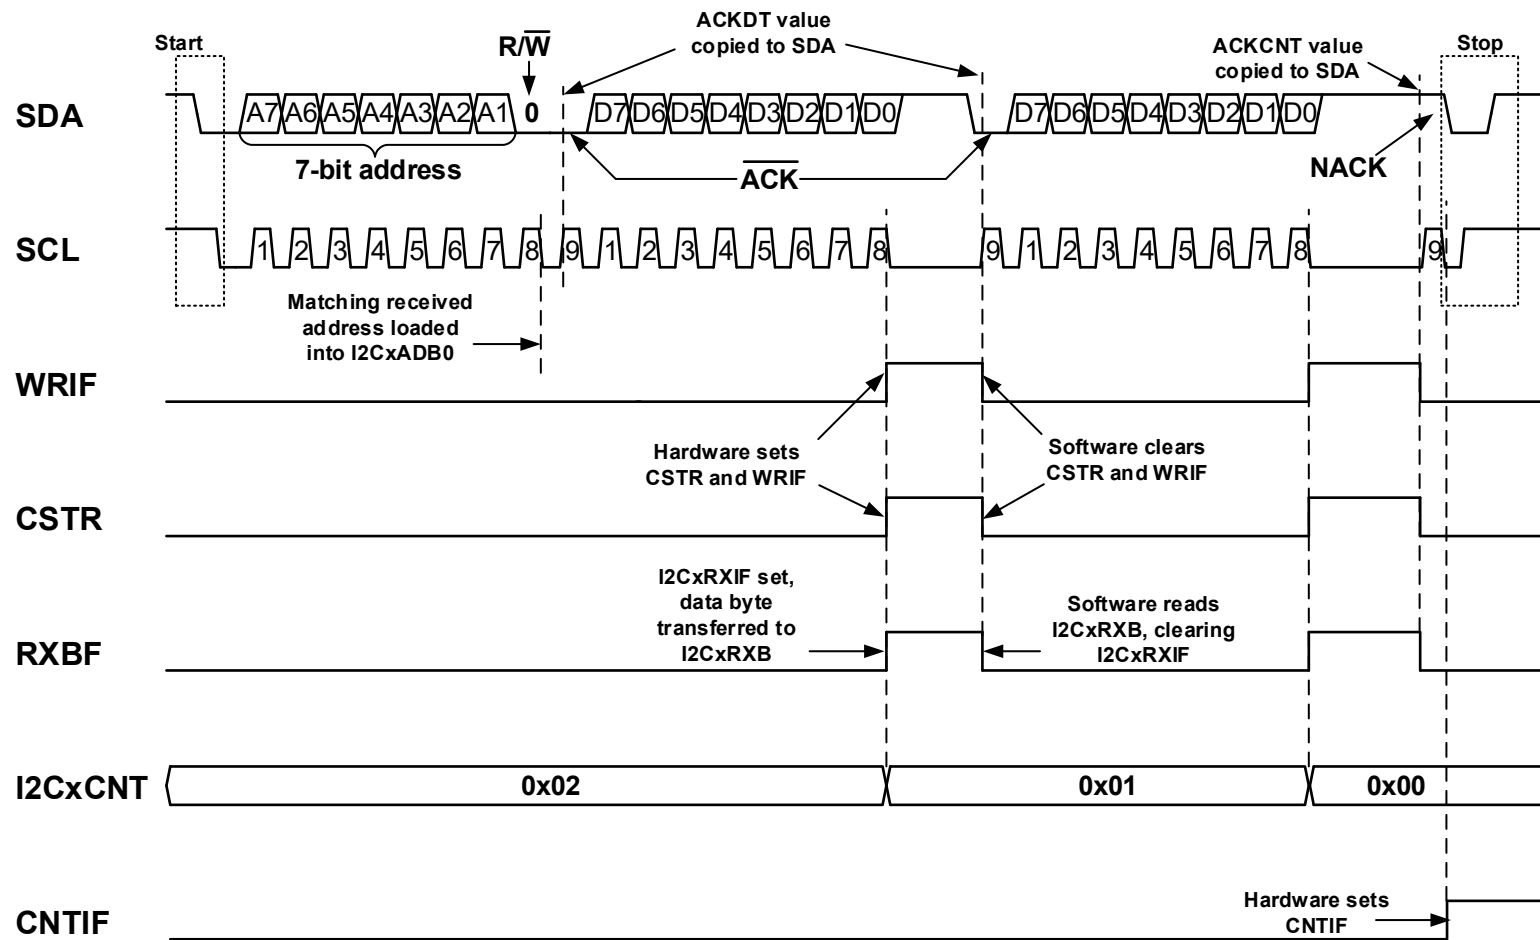 ACKDT value
copied to SDA
Start
R/W
ACKCNT value
copied to SDA
Stop
SDA
A7 A6 A5 A4 A3 A2 A1 0 D7 D6 D5 D4 D3 D2 D1 D0 D7 D6 D5 D4 D3 D2 D1 D0
7-bit address
ACK
NACK
SCL
1 2 3 4 5 6 7 8 9 1 2 3 4 5 6 7 8 9 1 2 3 4 5 6 7 8 9
Matching received
address loaded
into I2CxADB0
WRIF
Hardware sets
CSTR and WRIF
Software clears
CSTR and WRIF
CSTR
I2CxRXIF set,
data byte
transferred to
I2CxRXB
Software reads
I2CxRXB, clearing
I2CxRXIF
RXBF
I2CxCNT
0x02
0x01
0x00
Hardware sets
CNTIF
CNTIF